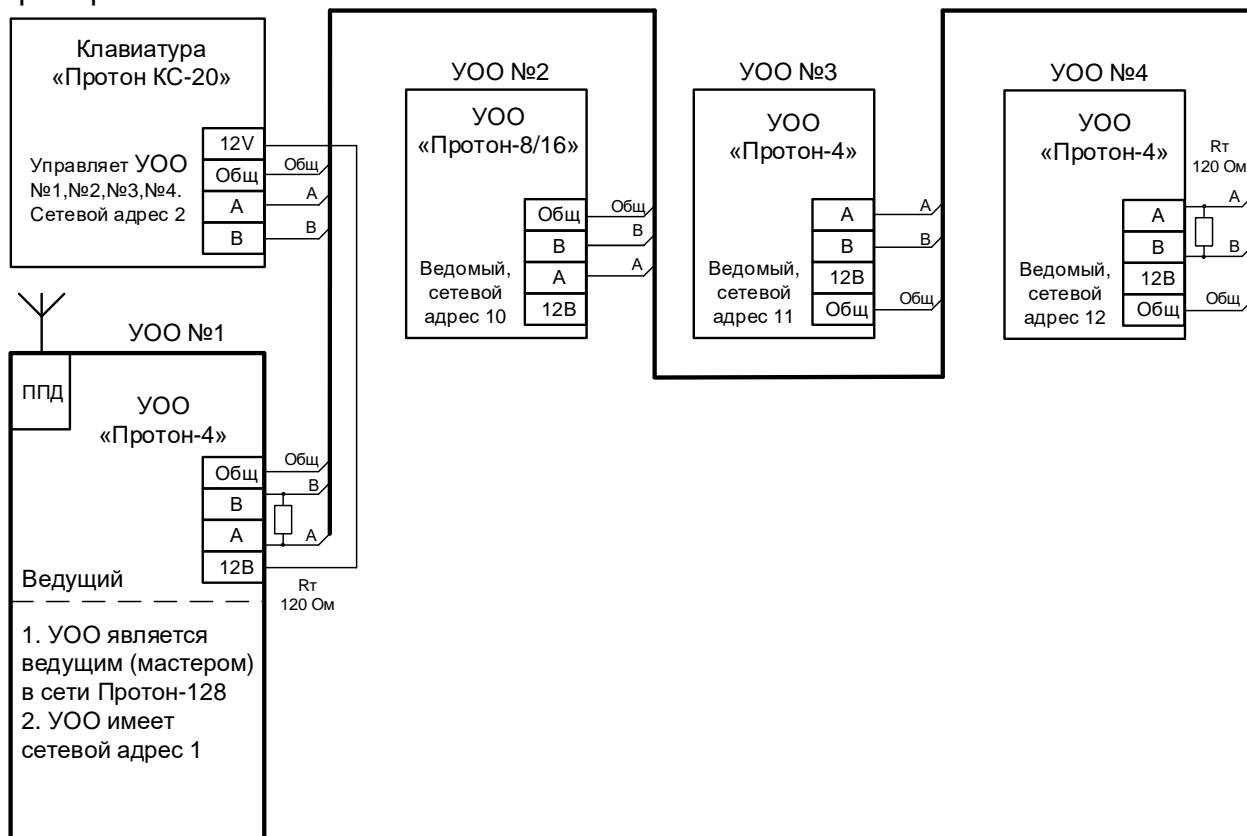 Клавиатура
«Протон КС-20»
Управляет УОО
№1,№2,№3,№4.
Сетевой адрес 2
12V
Общ
А
В
Общ
А
В
УОО №2
УОО
«Протон-8/16»
Ведомый,
сетевой
адрес 10
Общ
В
А
12В
Общ
В
А
УОО №3
УОО
«Протон-4»
Ведомый,
сетевой
адрес 11
А
В
12В
Общ
А
В
Общ
УОО №4
УОО
«Протон-4»
Ведомый,
сетевой
адрес 12
А
В
12В
Общ
Rт
120 Ом
А
В
Общ
УОО №1
ППД
УОО
«Протон-4»
Общ
В
А
12В
Общ
В
А
Rт
120 Ом
Ведущий
1. УОО является
ведущим (мастером)
в сети Протон-128
2. УОО имеет
сетевой адрес 1